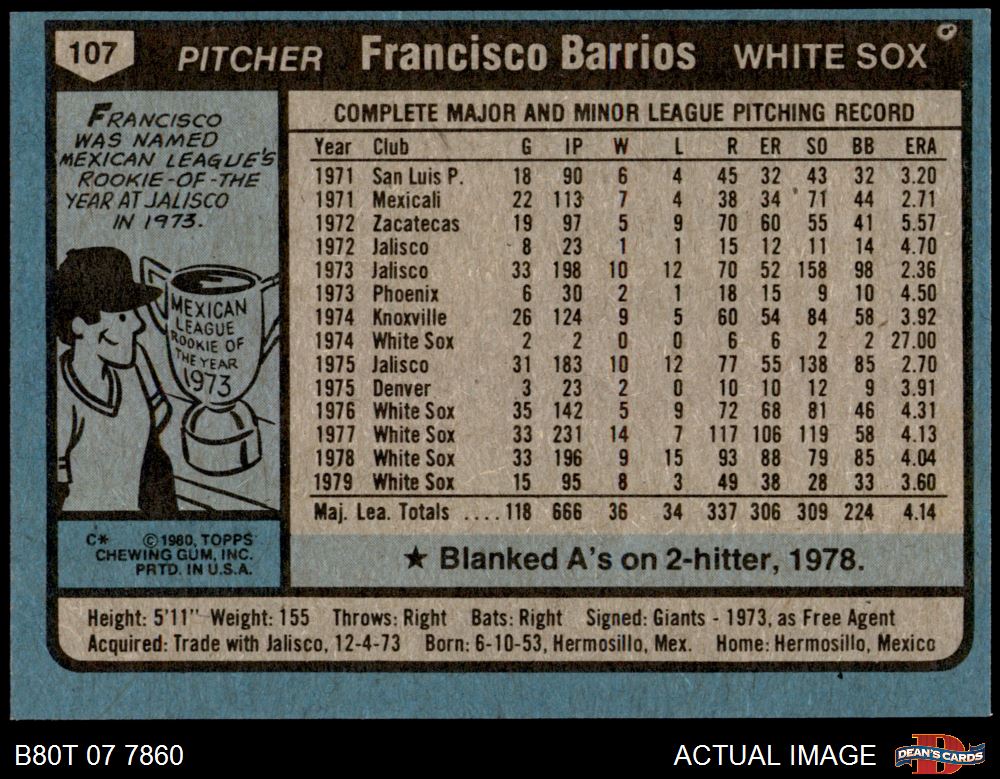 107 PITCHER Francisco Barrios WHITE SOX
FRANCISCO
WAS NAMED
MEXICAN LEAGUE'S
ROOKIE-OF-THE
YEAR AT JALISCO
IN 1973.
MEXICAN
LEAGUE
ROOKIE OF
THE YEAR
1973
C* ©1980, TOPPS
CHEWING GUM, INC.
PRTD. IN U.S.A.
COMPLETE MAJOR AND MINOR LEAGUE PITCHING RECORD
Year Club G IP W L R ER SO BB ERA
1971 San Luis P. 18 90 6 4 45 32 43 32 3.20
1971 Mexicali 22 113 7 4 38 34 71 44 2.71
1972 Zacatecas 19 97 5 9 70 60 55 41 5.57
1972 Jalisco 8 23 1 1 15 12 11 14 4.70
1973 Jalisco 33 198 10 12 70 52 158 98 2.36
1973 Phoenix 6 30 2 1 18 15 9 10 4.50
1974 Knoxville 26 124 9 5 60 54 84 58 3.92
1974 White Sox 2 2 0 0 6 6 2 2 27.00
1975 Jalisco 31 183 10 12 77 55 138 85 2.70
1975 Denver 3 23 2 0 10 10 12 9 3.91
1976 White Sox 35 142 5 9 72 68 81 46 4.31
1977 White Sox 33 231 14 7 117 106 119 58 4.13
1978 White Sox 33 196 9 15 93 88 79 85 4.04
1979 White Sox 15 95 8 3 49 38 28 33 3.60
Maj. Lea. Totals ....118 666 36 34 337 306 309 224 4.14
★ Blanked A's on 2-hitter, 1978.
Height: 5'11" Weight: 155 Throws: Right Bats: Right Signed: Giants - 1973, as Free Agent
Acquired: Trade with Jalisco, 12-4-73 Born: 6-10-53, Hermosillo, Mex. Home: Hermosillo, Mexico
B80T 07 7860 ACTUAL IMAGE DEAN'S CARDS